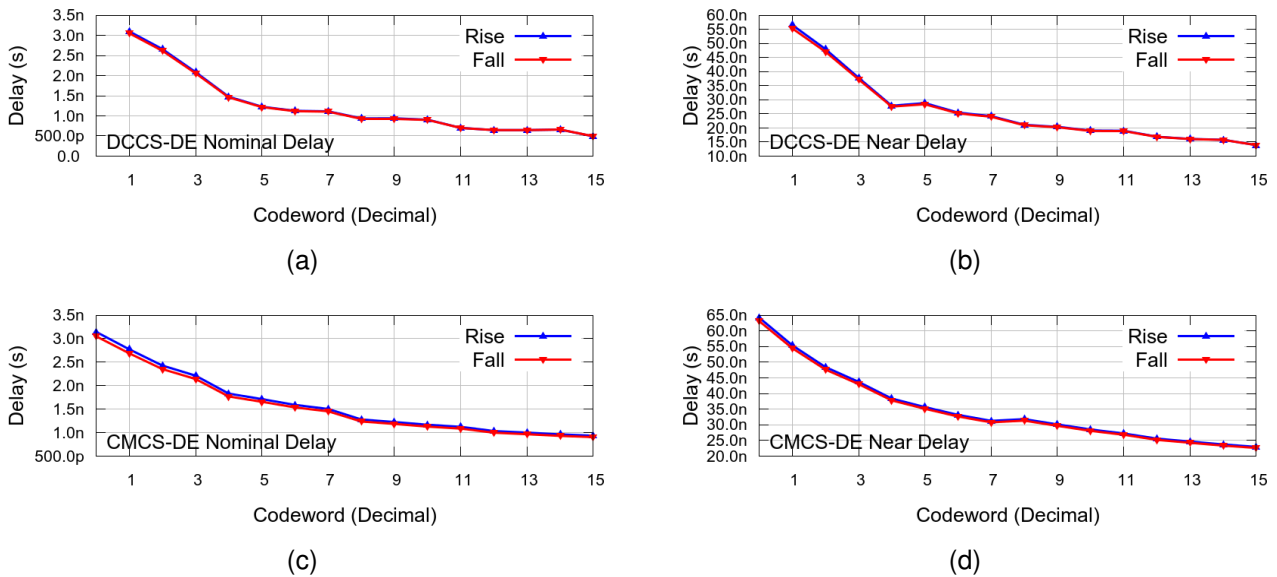 3.5n
3.0n
2.5n
2.0n
1.5n
1.0n
500.0p
0.0
Delay (s)
Rise
Fall
DCCS-DE Nominal Delay
1 3 5 7 9 11 13 15
Codeword (Decimal)
(a)
60.0n
55.0n
50.0n
45.0n
40.0n
35.0n
30.0n
25.0n
20.0n
15.0n
10.0n
Delay (s)
Rise
Fall
DCCS-DE Near Delay
1 3 5 7 9 11 13 15
Codeword (Decimal)
(b)
3.5n
3.0n
2.5n
2.0n
1.5n
1.0n
500.0p
Delay (s)
Rise
Fall
CMCS-DE Nominal Delay
1 3 5 7 9 11 13 15
Codeword (Decimal)
(c)
65.0n
60.0n
55.0n
50.0n
45.0n
40.0n
35.0n
30.0n
25.0n
20.0n
Delay (s)
Rise
Fall
CMCS-DE Near Delay
1 3 5 7 9 11 13 15
Codeword (Decimal)
(d)